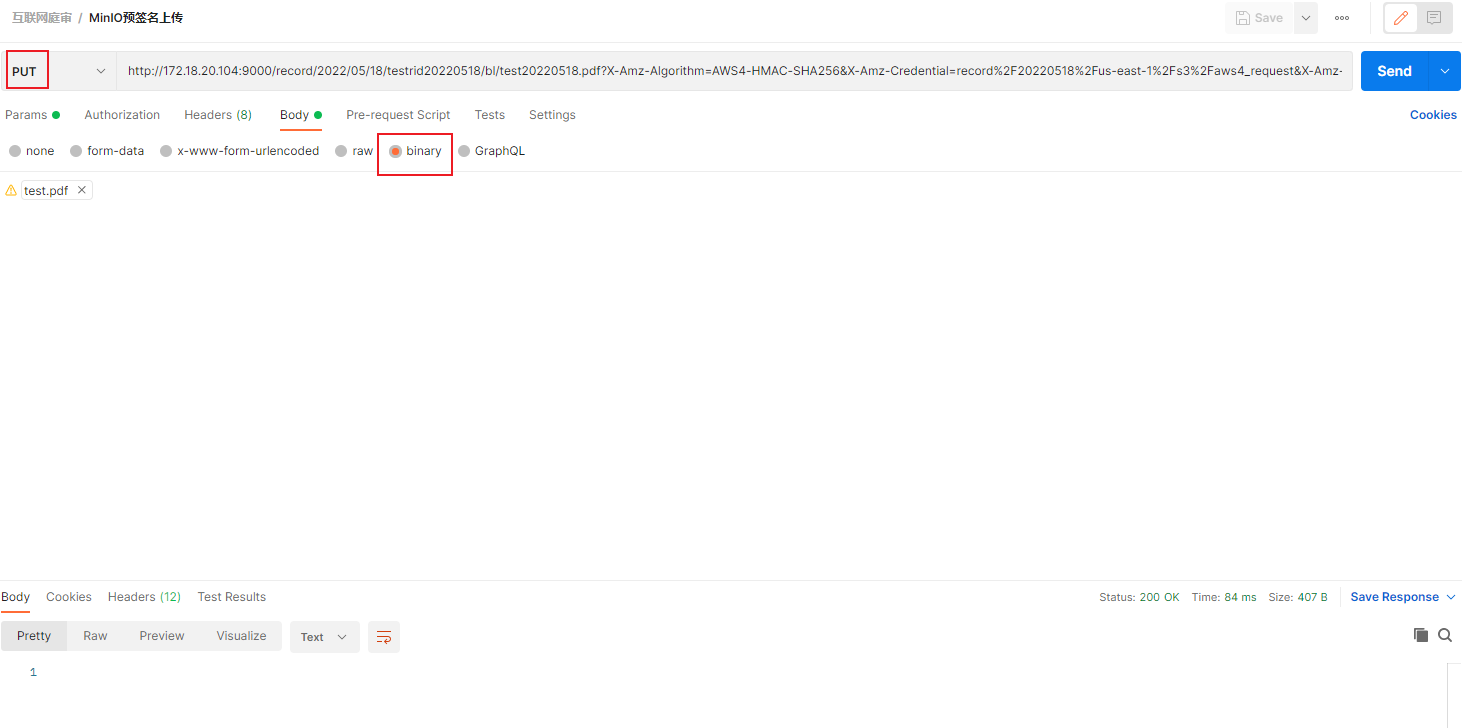 互联网庭审 / MinIO预签名上传 Save
PUT http://172.18.20.104:9000/record/2022/05/18/testrid20220518/bl/test20220518.pdf?X-Amz-Algorithm=AWS4-HMAC-SHA256&X-Amz-Credential=record%2F20220518%2Fus-east-1%2Fs3%2Faws4_request&X-Amz- Send
Params Authorization Headers (8) Body Pre-request Script Tests Settings Cookies
none form-data x-www-form-urlencoded raw binary GraphQL
test.pdf
Body Cookies Headers (12) Test Results Status: 200 OK Time: 84 ms Size: 407 B Save Response
Pretty Raw Preview Visualize Text
1